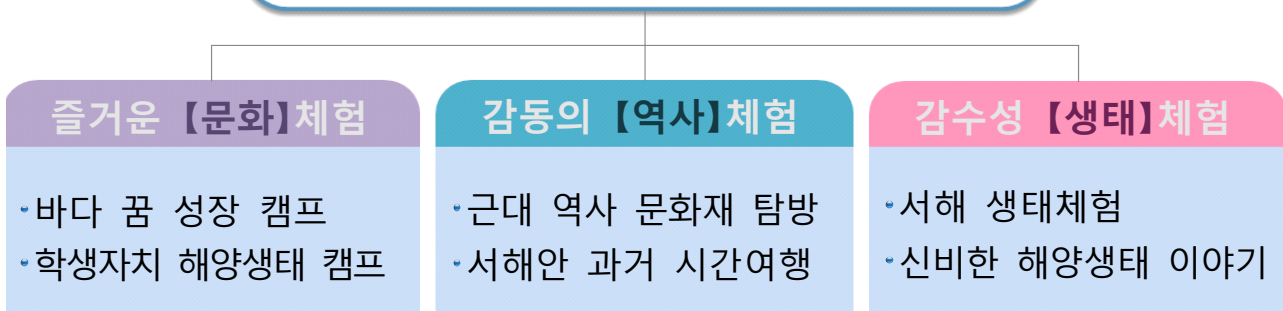 즐거운 【문화】체험
바다 꿈 성장 캠프
학생자치 해양생태 캠프
감동의 【역사】체험
근대 역사 문화재 탐방
서해안 과거 시간여행
감수성 【생태】체험
서해 생태체험
신비한 해양생태 이야기